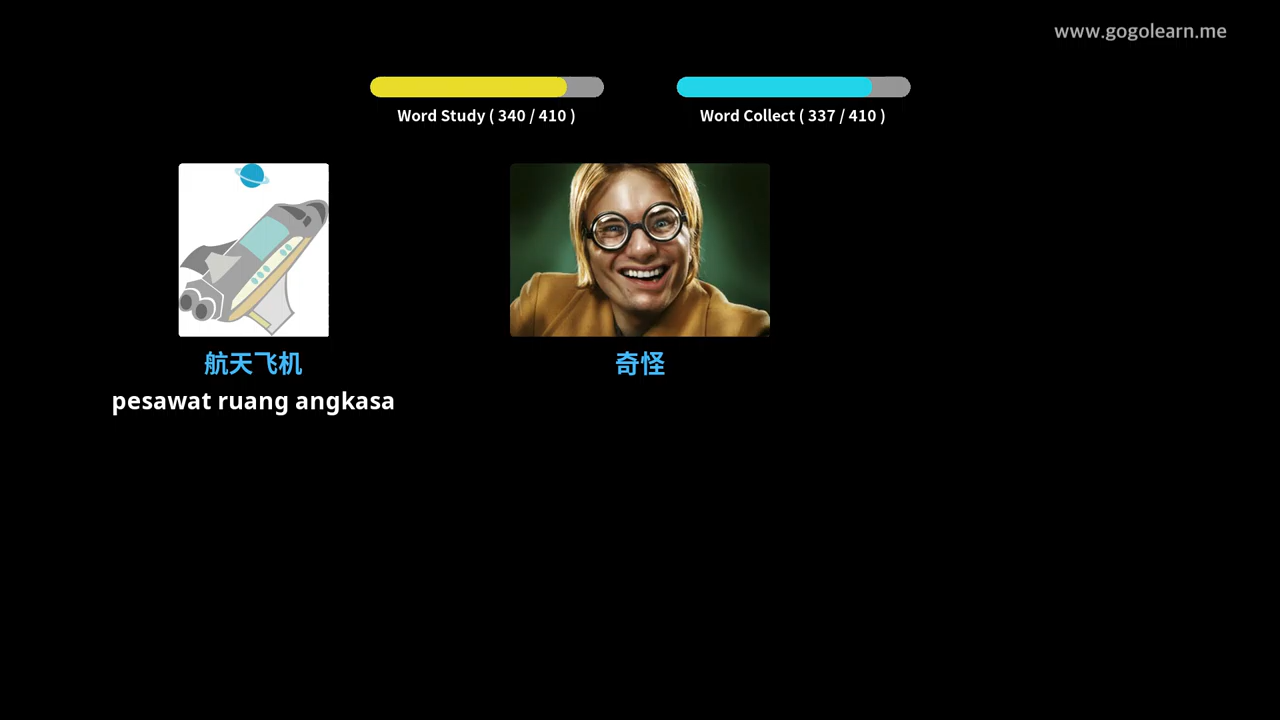 www.gogolearn.me
Word Study ( 340 / 410 )
Word Collect ( 337 / 410 )
航天飞机
奇怪
pesawat ruang angkasa